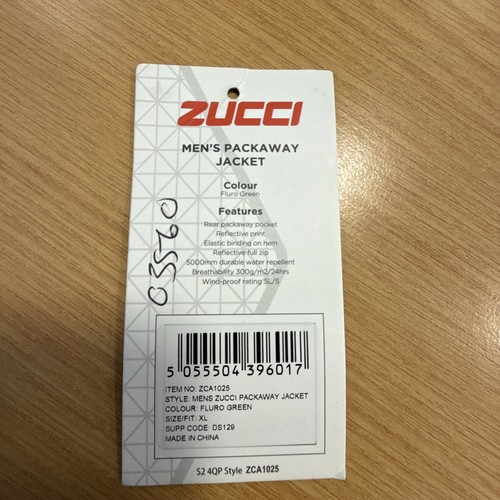 ZUCCI
MEN'S PACKAWAY
JACKET
Colour
Fluro Green
Features
Rear packaway pocket
Reflective print
Elastic binding on hem
Reflective full zip
5000mm durable water repellent
Breathability 300g/m2/24hrs
Wind-proof rating 5L/S
03560
5 055504 396017
ITEM NO: ZCA1025
STYLE: MENS ZUCCI PACKAWAY JACKET
COLOUR: FLURO GREEN
SIZE/FIT: XL
SUPP CODE DS129
MADE IN CHINA
S2 4QP Style ZCA1025